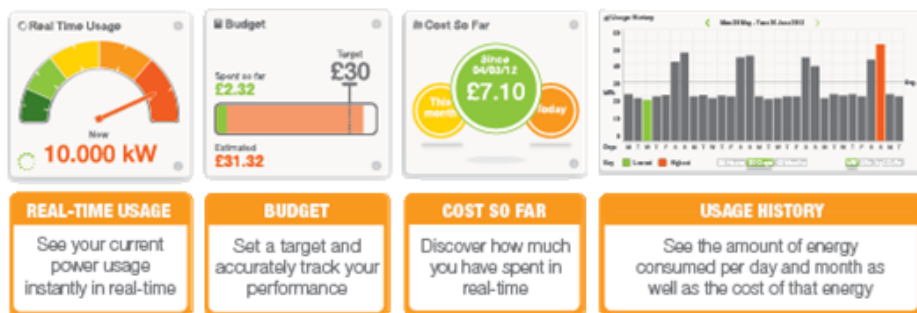 Real Time Usage
Now
10.000 kW
Budget
Target
£30
Spent so far
£2.32
Estimated
£31.32
Cost So Far
Since
04/03/12
£7.10
This
month
Today
Usage History
Days
Key
Lowest
Highest
REAL-TIME USAGE
See your current
power usage
instantly in real-time
BUDGET
Set a target and
accurately track your
performance
COST SO FAR
Discover how much
you have spent in
real-time
USAGE HISTORY
See the amount of energy
consumed per day and month as
well as the cost of that energy